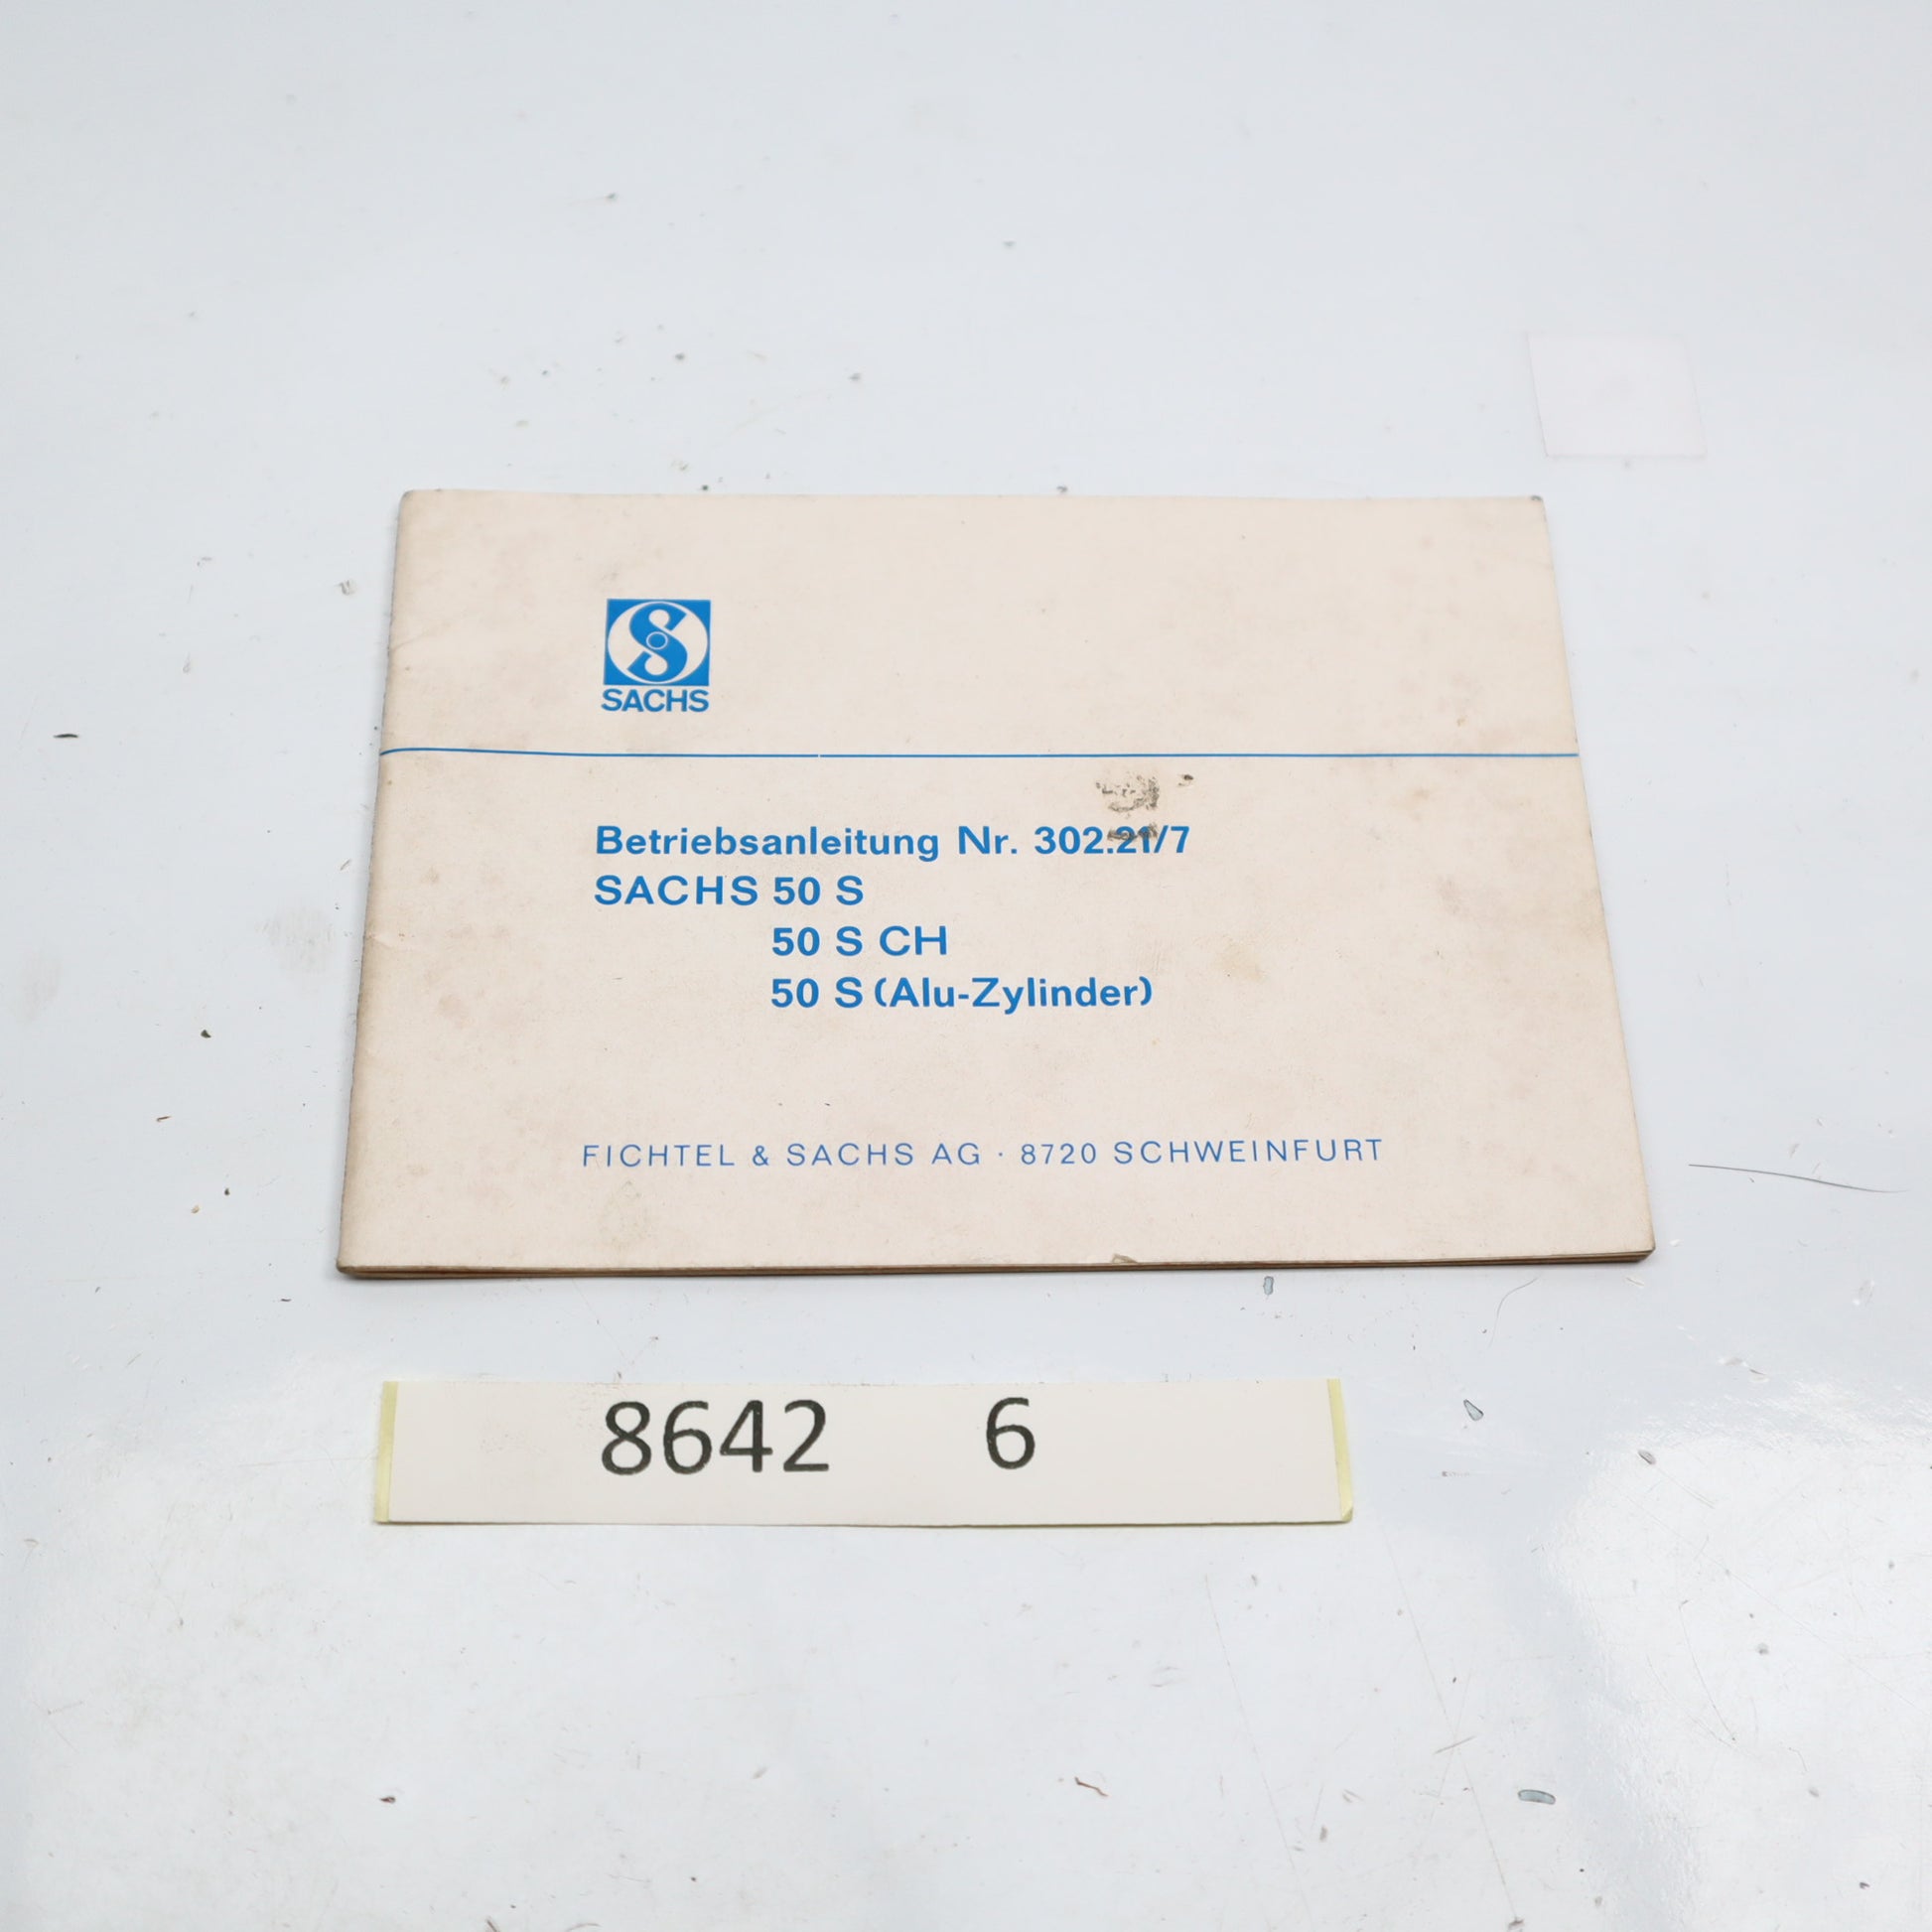 SACHS
Betriebsanleitung Nr. 302.21/7
SACHS 50 S
50 S CH
50 S (Alu-Zylinder)
FICHTEL & SACHS AG · 8720 SCHWEINFURT
8642 6